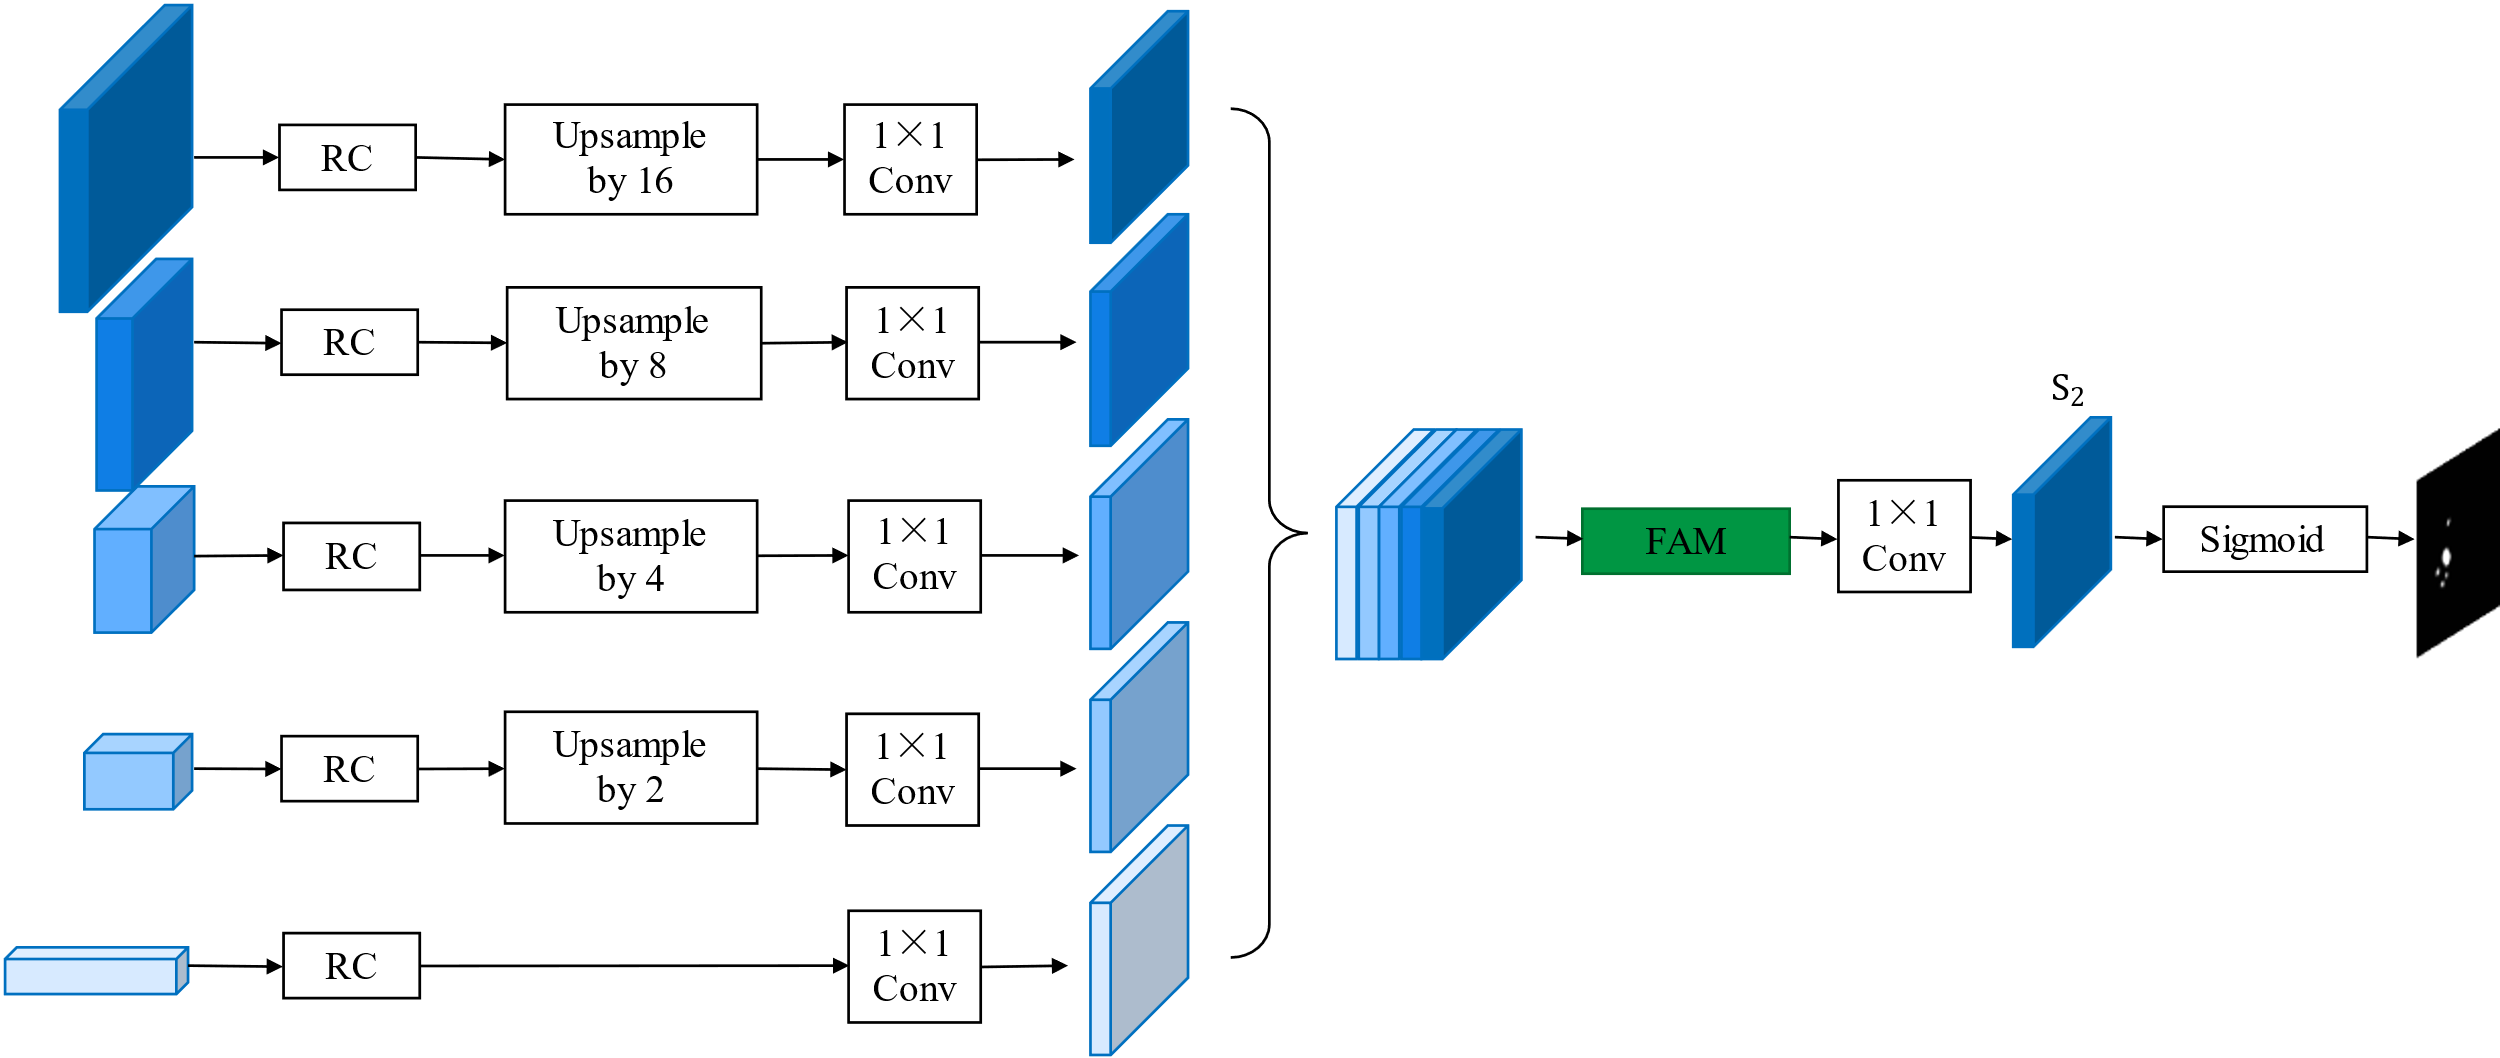 RC
Upsample
by 16
1×1
Conv
RC
Upsample
by 8
1×1
Conv
RC
Upsample
by 4
1×1
Conv
RC
Upsample
by 2
1×1
Conv
RC
1×1
Conv
FAM
1×1
Conv
S₂
Sigmoid